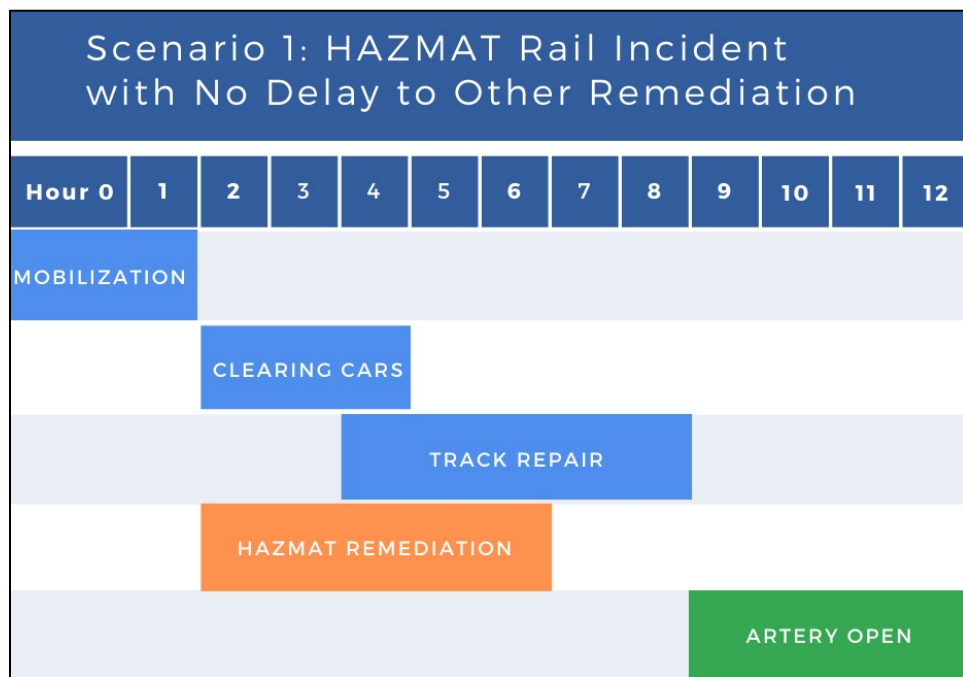 Scenario 1: HAZMAT Rail Incident
with No Delay to Other Remediation
Hour 0 1 2 3 4 5 6 7 8 9 10 11 12
MOBILIZATION
CLEARING CARS
TRACK REPAIR
HAZMAT REMEDIATION
ARTERY OPEN